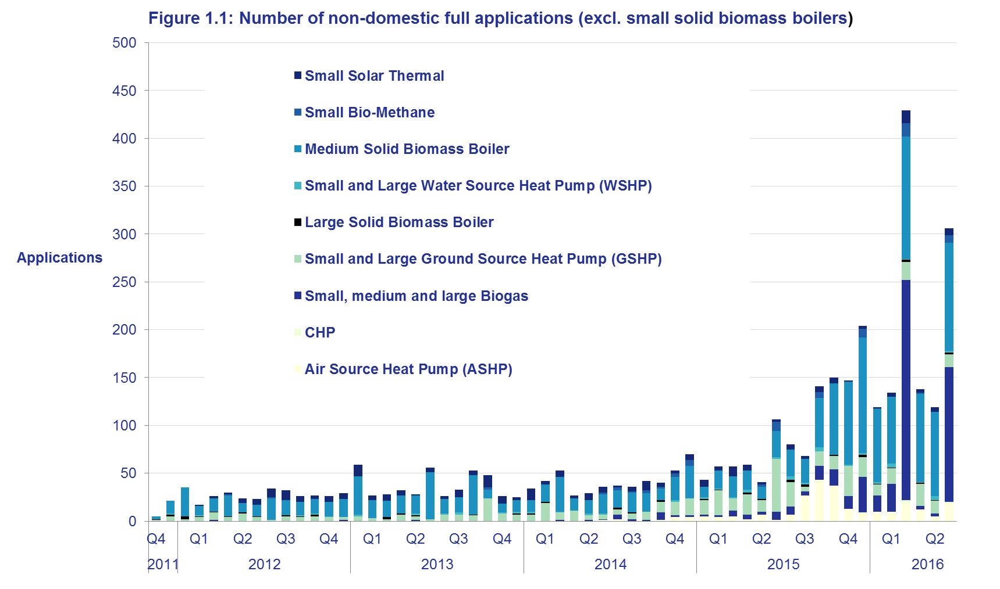 Figure 1.1: Number of non-domestic full applications (excl. small solid biomass boilers)
500
450
400
350
300
250
200
150
100
50
0
Applications
Small Solar Thermal
Small Bio-Methane
Medium Solid Biomass Boiler
Small and Large Water Source Heat Pump (WSHP)
Large Solid Biomass Boiler
Small and Large Ground Source Heat Pump (GSHP)
Small, medium and large Biogas
CHP
Air Source Heat Pump (ASHP)
Q4 Q1 Q2 Q3 Q4 Q1 Q2 Q3 Q4 Q1 Q2 Q3 Q4 Q1 Q2 Q3 Q4 Q1 Q2
2011 2012 2013 2014 2015 2016